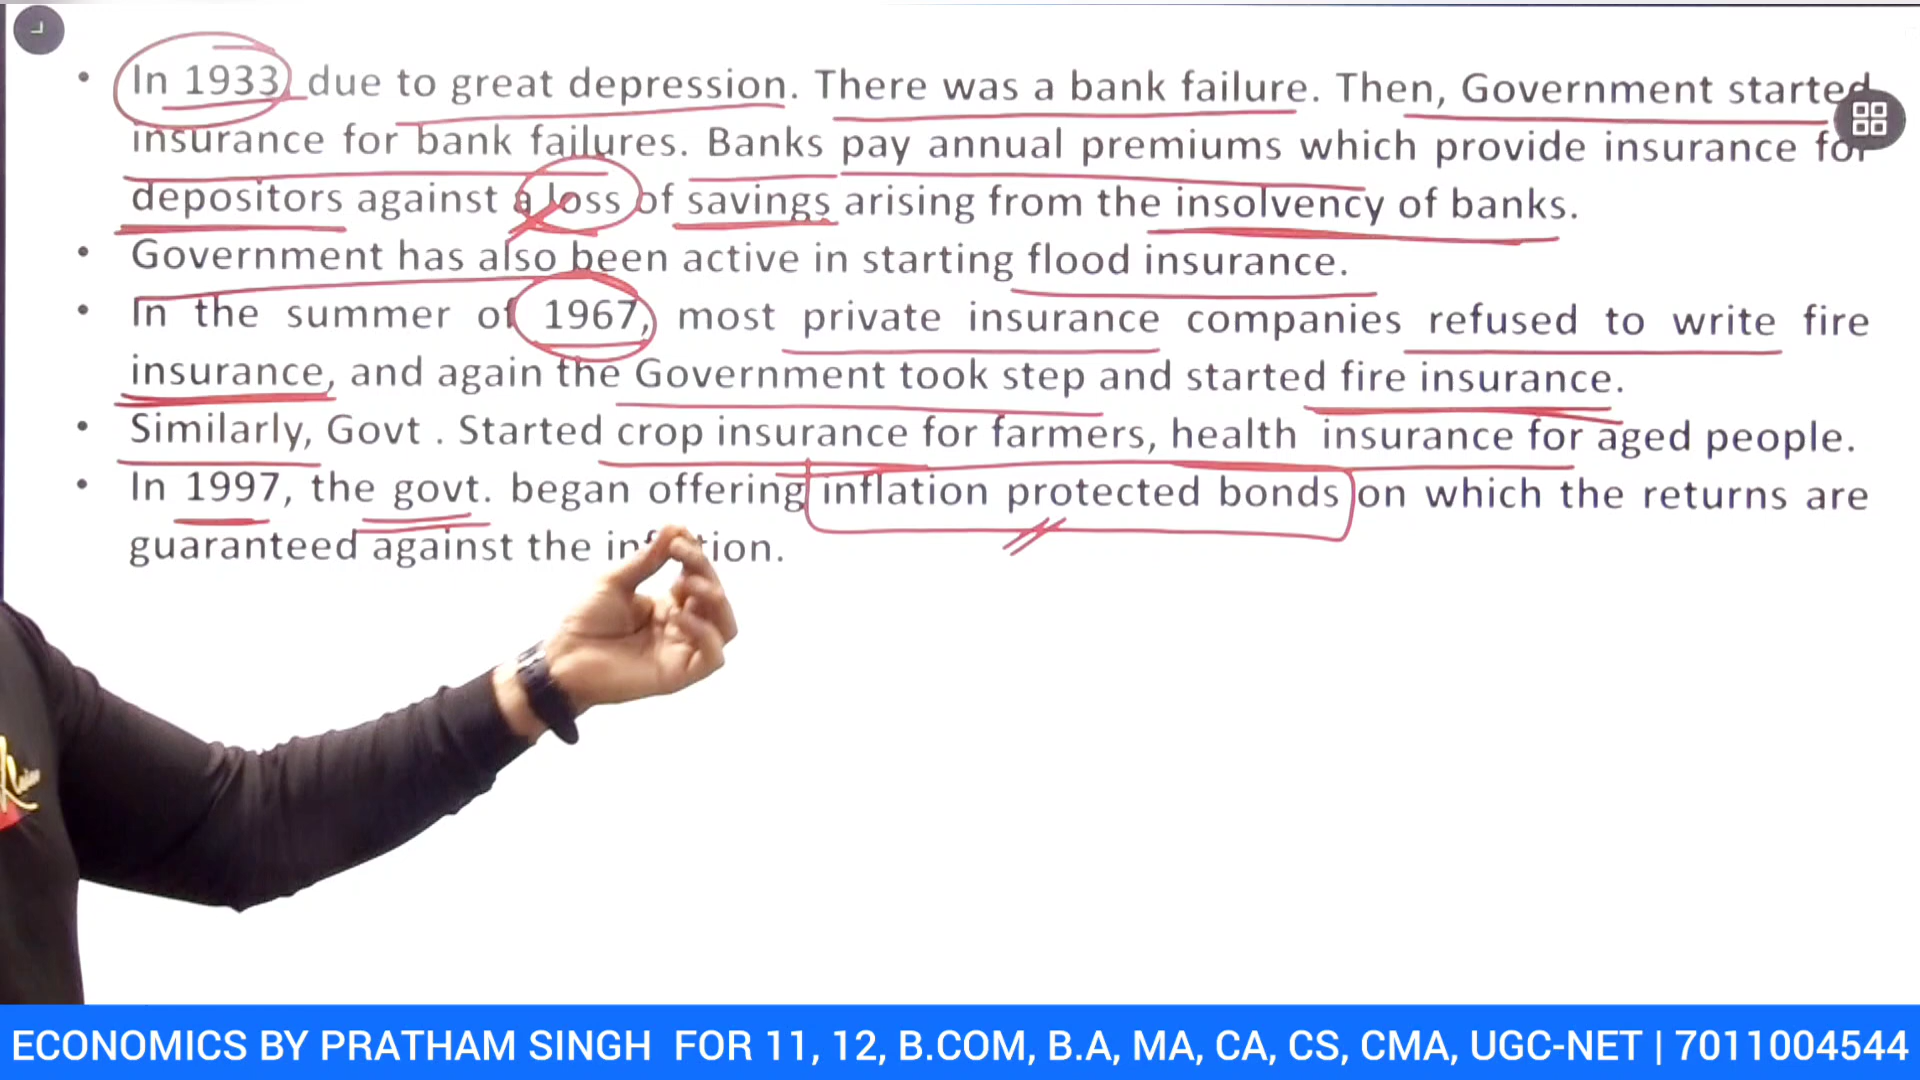 • In 1933, due to great depression. There was a bank failure. Then, Government started
insurance for bank failures. Banks pay annual premiums which provide insurance for
depositors against a loss of savings arising from the insolvency of banks.
• Government has also been active in starting flood insurance.
• In the summer of 1967, most private insurance companies refused to write fire
insurance, and again the Government took step and started fire insurance.
• Similarly, Govt . Started crop insurance for farmers, health insurance for aged people.
• In 1997, the govt. began offering inflation protected bonds on which the returns are
guaranteed against the
ECONOMICS BY PRATHAM SINGH FOR 11, 12, B.COM, B.A, MA, CA, CS, CMA, UGC-NET | 7011004544